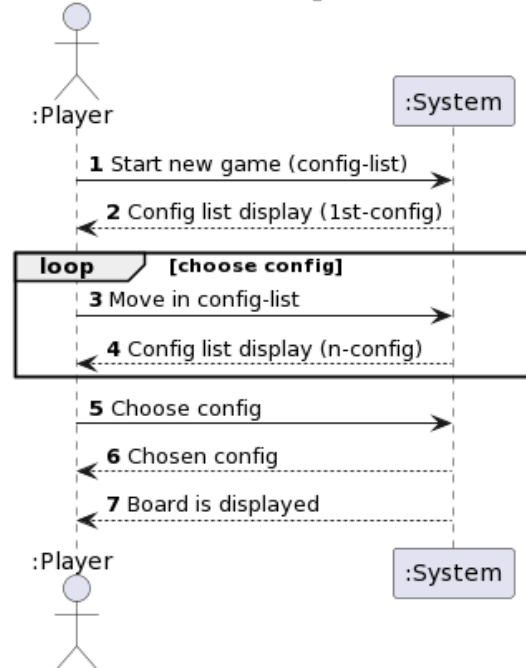 :Player
:System
1 Start new game (config-list)
2 Config list display (1st-config)
loop [choose config]
3 Move in config-list
4 Config list display (n-config)
5 Choose config
6 Chosen config
7 Board is displayed
:Player
:System